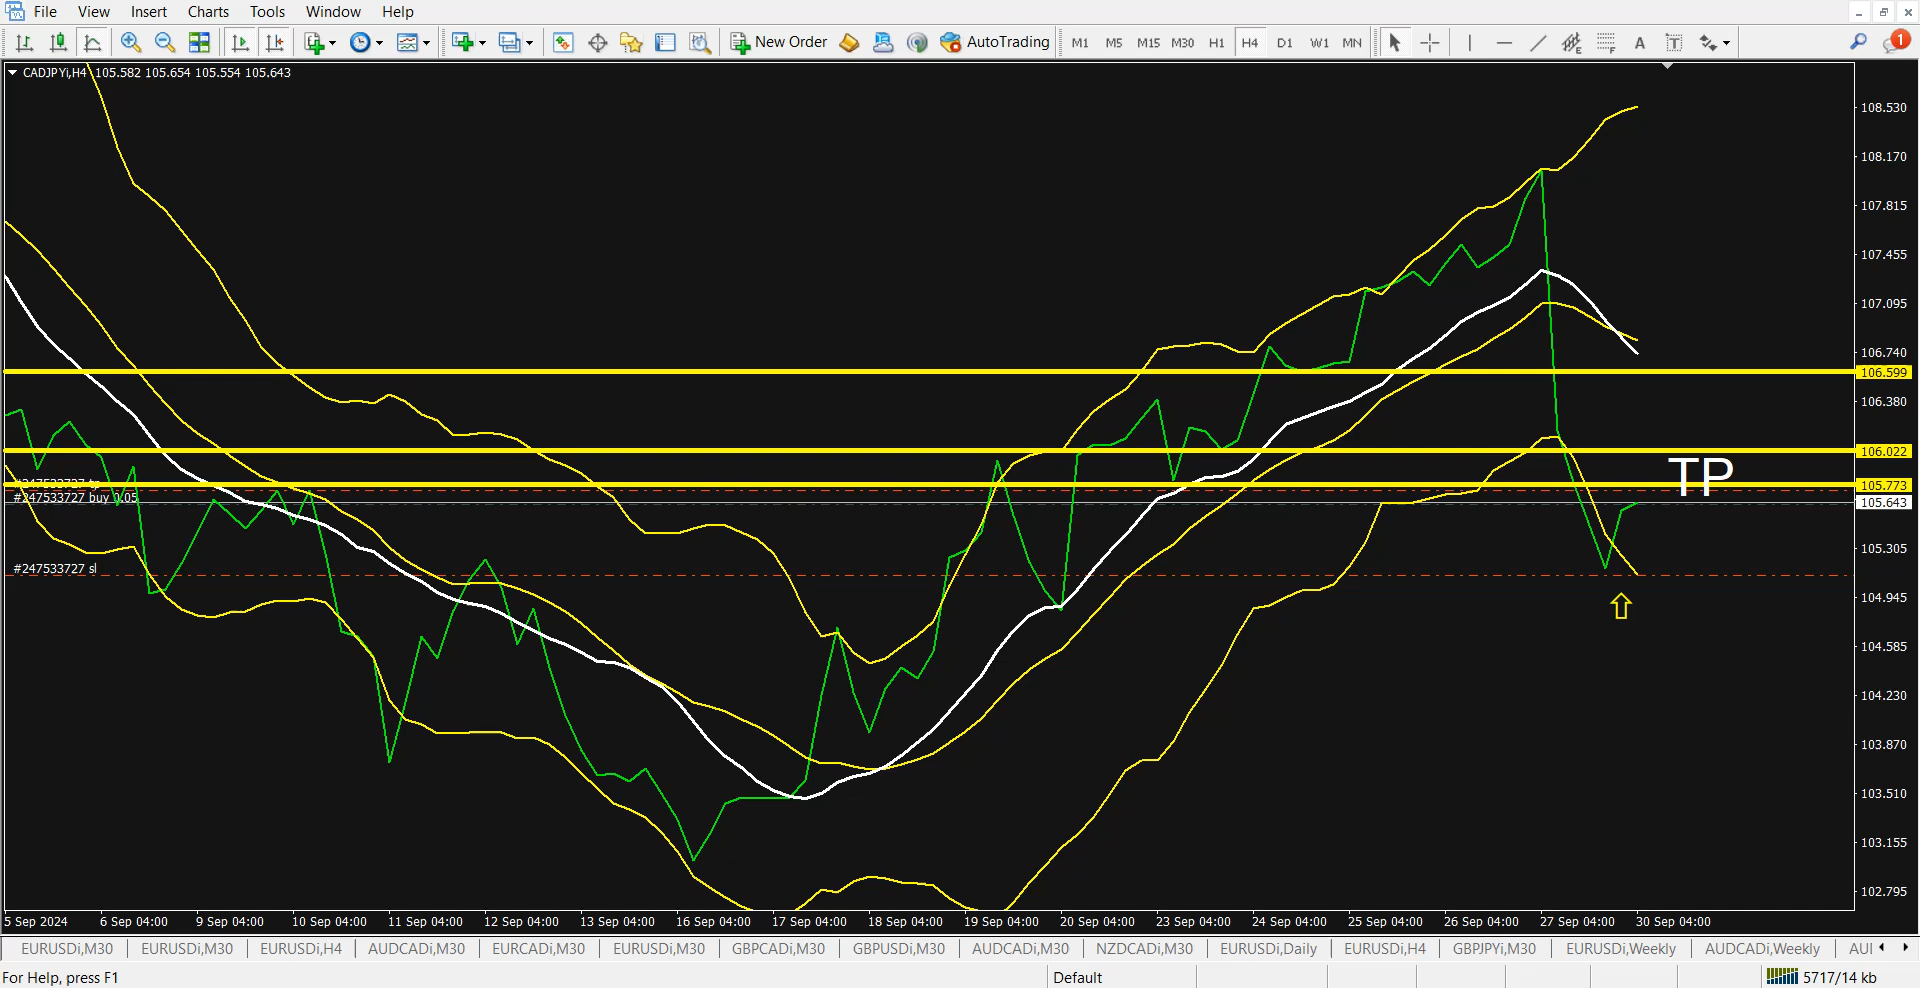 File View Insert Charts Tools Window Help
New Order AutoTrading M1 M5 M15 M30 H1 H4 D1 W1 MN A T 1
CADJPYi,H4 105.582 105.654 105.554 105.643
108.530
108.170
107.815
107.455
107.095
106.740
106.599
106.380
106.022
TP
#247533727 tp
105.773
#247533727 buy 0.05
105.643
105.305
#247533727 sl
104.945
104.585
104.230
103.870
103.510
103.155
102.795
5 Sep 2024 6 Sep 04:00 9 Sep 04:00 10 Sep 04:00 11 Sep 04:00 12 Sep 04:00 13 Sep 04:00 16 Sep 04:00 17 Sep 04:00 18 Sep 04:00 19 Sep 04:00 20 Sep 04:00 23 Sep 04:00 24 Sep 04:00 25 Sep 04:00 26 Sep 04:00 27 Sep 04:00 30 Sep 04:00
EURUSDi,M30 EURUSDi,M30 EURUSDi,H4 AUDCADi,M30 EURCADi,M30 EURUSDi,M30 GBPCADi,M30 GBPUSDi,M30 AUDCADi,M30 NZDCADi,M30 EURUSDi,Daily EURUSDi,H4 GBPJPYi,M30 EURUSDi,Weekly AUDCADi,Weekly AUI
For Help, press F1 Default 5717/14 kb